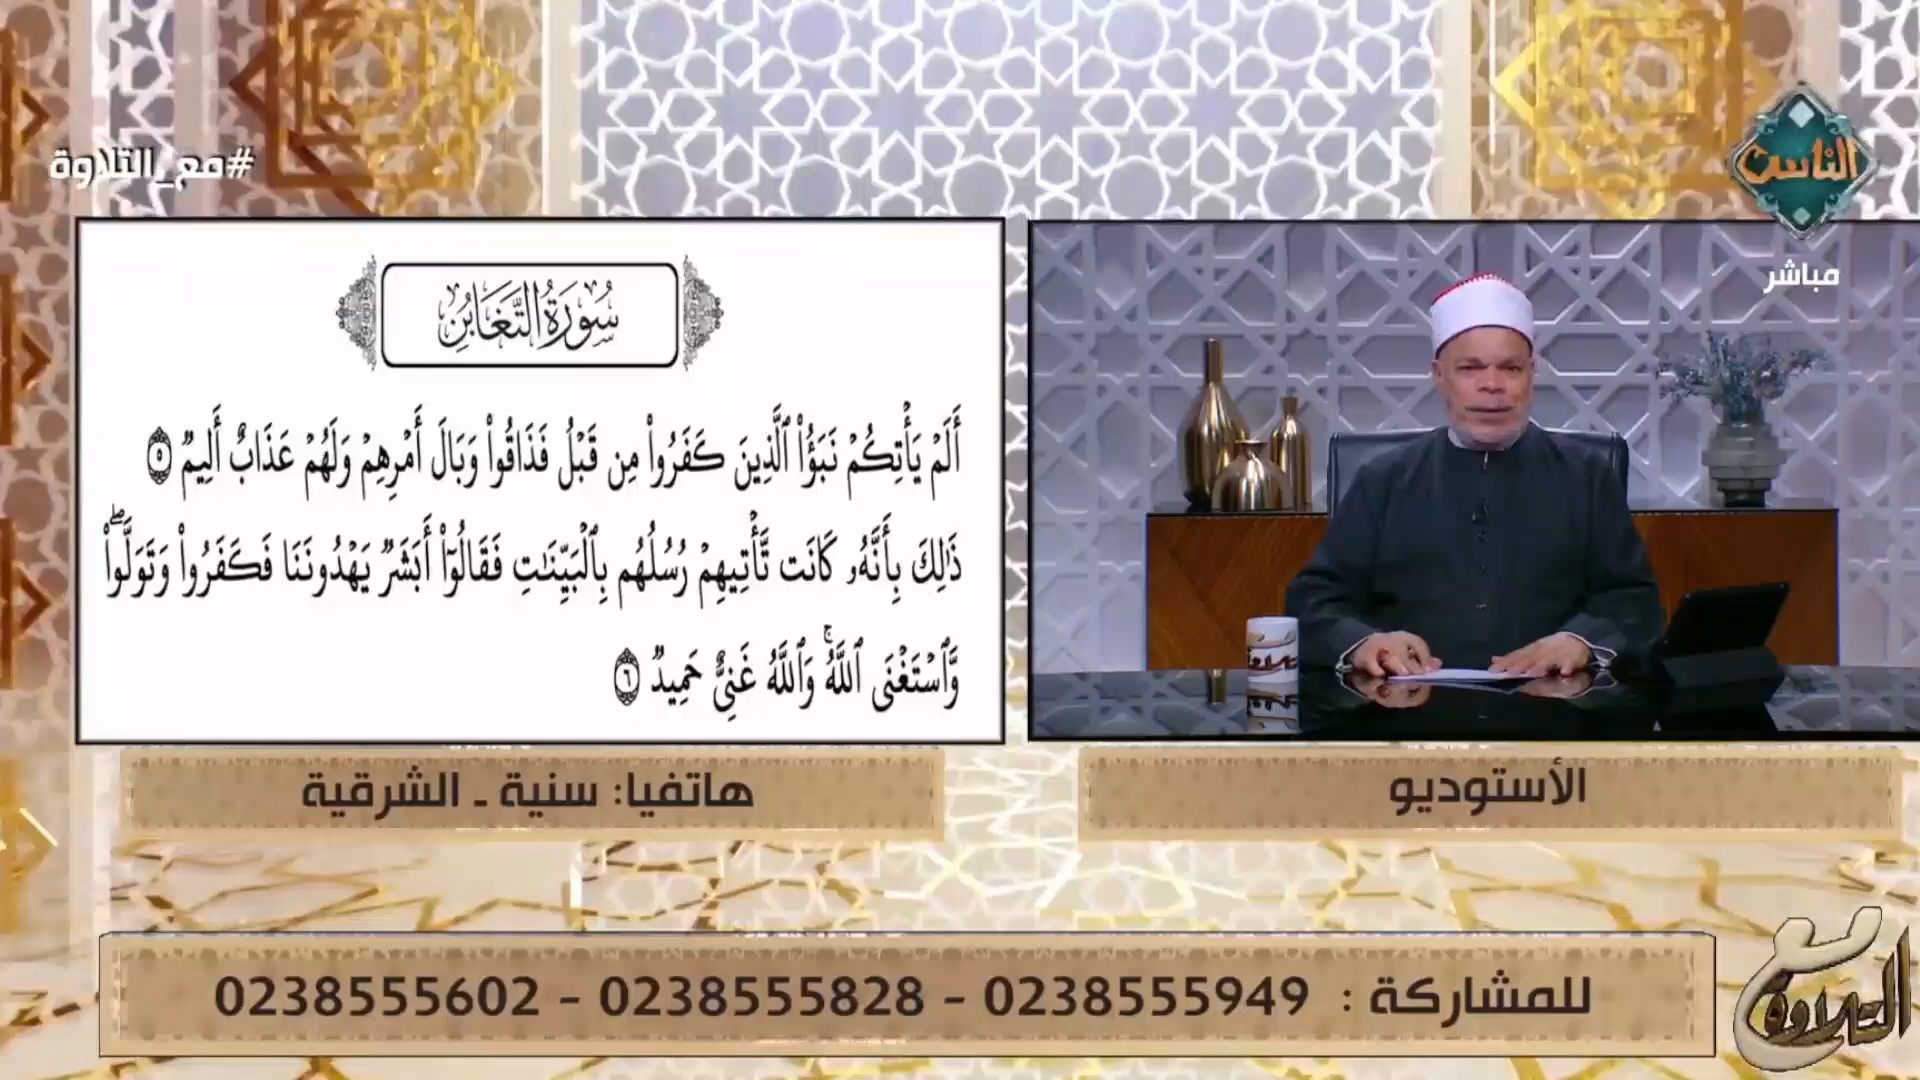 #مع_التلاوة
الناس
مباشر
سُورَةُ التَّغَابُنِ
أَلَمْ يَأْتِكُمْ نَبَؤُاْ ٱلَّذِينَ كَفَرُواْ مِن قَبْلُ فَذَاقُواْ وَبَالَ أَمْرِهِمْ وَلَهُمْ عَذَابٌ أَلِيمٌ ٥
ذَٰلِكَ بِأَنَّهُۥ كَانَت تَّأْتِيهِمْ رُسُلُهُم بِٱلْبَيِّنَٰتِ فَقَالُوٓاْ أَبَشَرٌ يَهْدُونَنَا فَكَفَرُواْ وَتَوَلَّواْۖ
وَّٱسْتَغْنَى ٱللَّهُۚ وَٱللَّهُ غَنِىٌّ حَمِيدٌ ٦
هاتفيا: سنية - الشرقية
الأستوديو
للمشاركة : 0238555949 - 0238555828 - 0238555602
مع
التلاوة